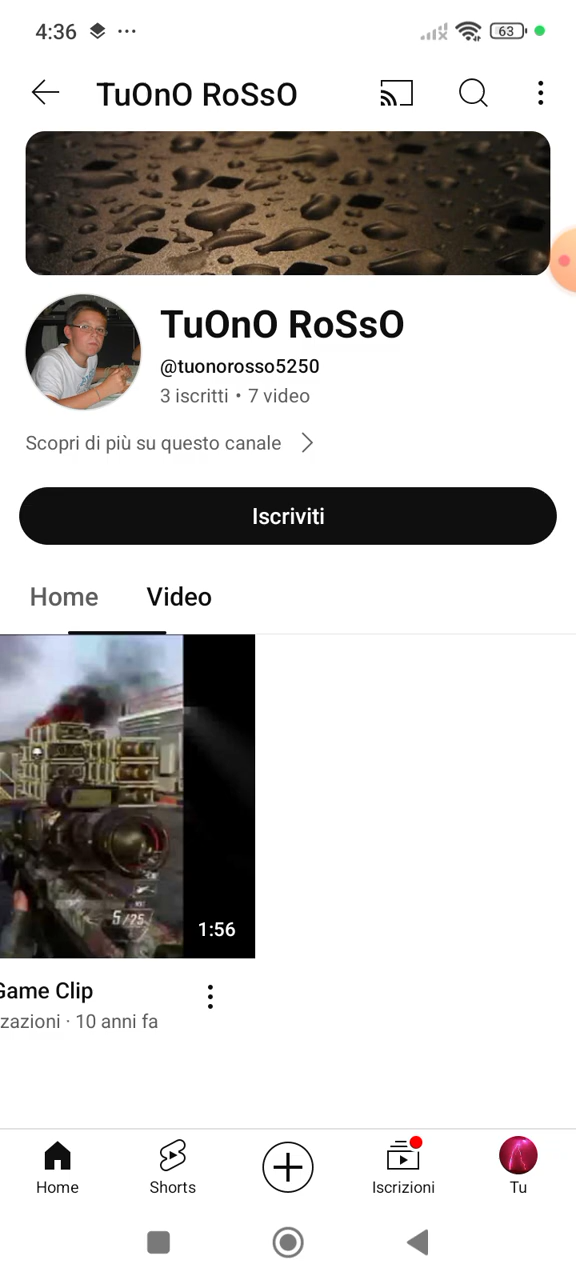 4:36
63
TuOnO RoSsO
TuOnO RoSsO
@tuonorosso5250
3 iscritti • 7 video
Scopri di più su questo canale
Iscriviti
Home Video
5/25
1:56
Game Clip
zazioni · 10 anni fa
Home Shorts Iscrizioni Tu